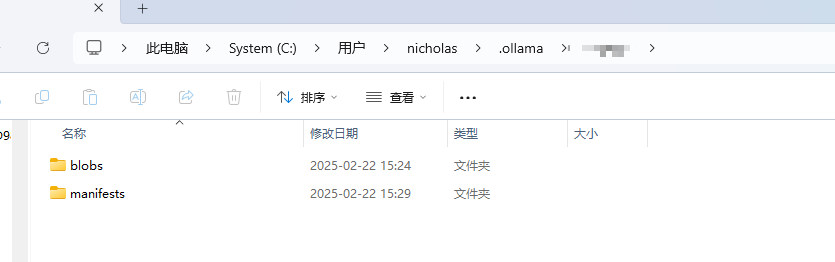 此电脑 > System (C:) > 用户 > nicholas > .ollama > >
排序 查看
名称 修改日期 类型 大小
blobs 2025-02-22 15:24 文件夹
manifests 2025-02-22 15:29 文件夹